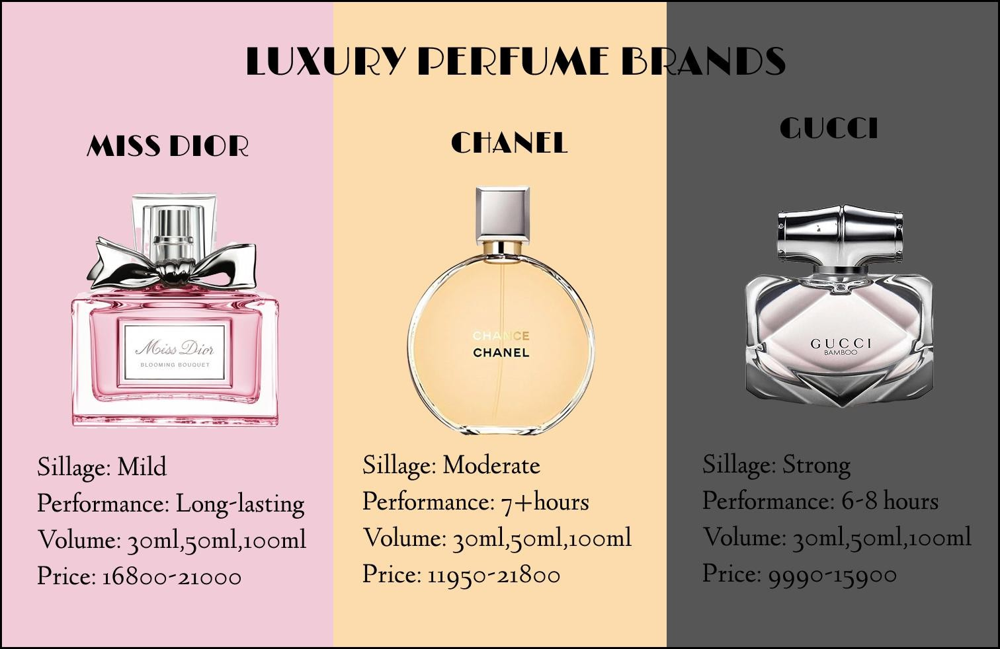 LUXURY PERFUME BRANDS
MISS DIOR
Miss Dior
BLOOMING BOUQUET
Sillage: Mild
Performance: Long-lasting
Volume: 30ml,50ml,100ml
Price: 16800-21000
CHANEL
CHANCE
CHANEL
Sillage: Moderate
Performance: 7+hours
Volume: 30ml,50ml,100ml
Price: 11950-21800
GUCCI
GUCCI
BAMBOO
Sillage: Strong
Performance: 6-8 hours
Volume: 30ml,50ml,100ml
Price: 9990-15900